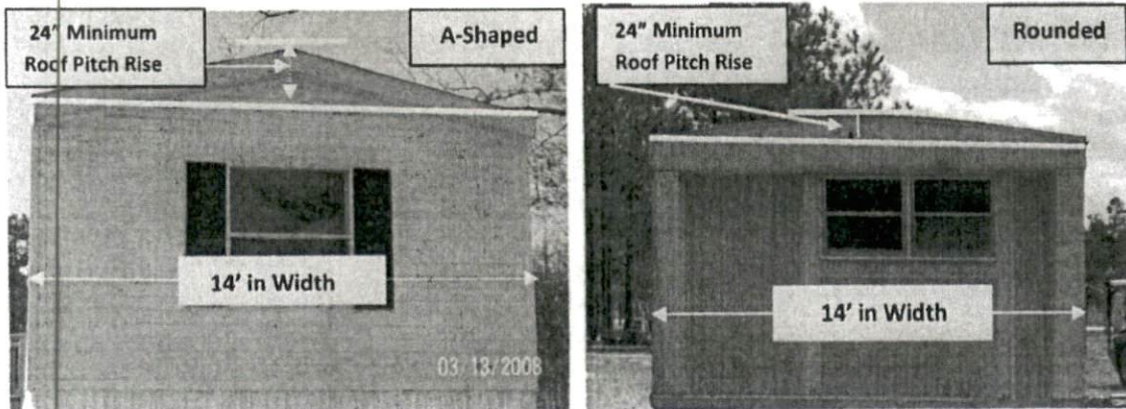 24" Minimum
Roof Pitch Rise
A-Shaped
14' in Width
03/13/2008
24" Minimum
Roof Pitch Rise
Rounded
14' in Width